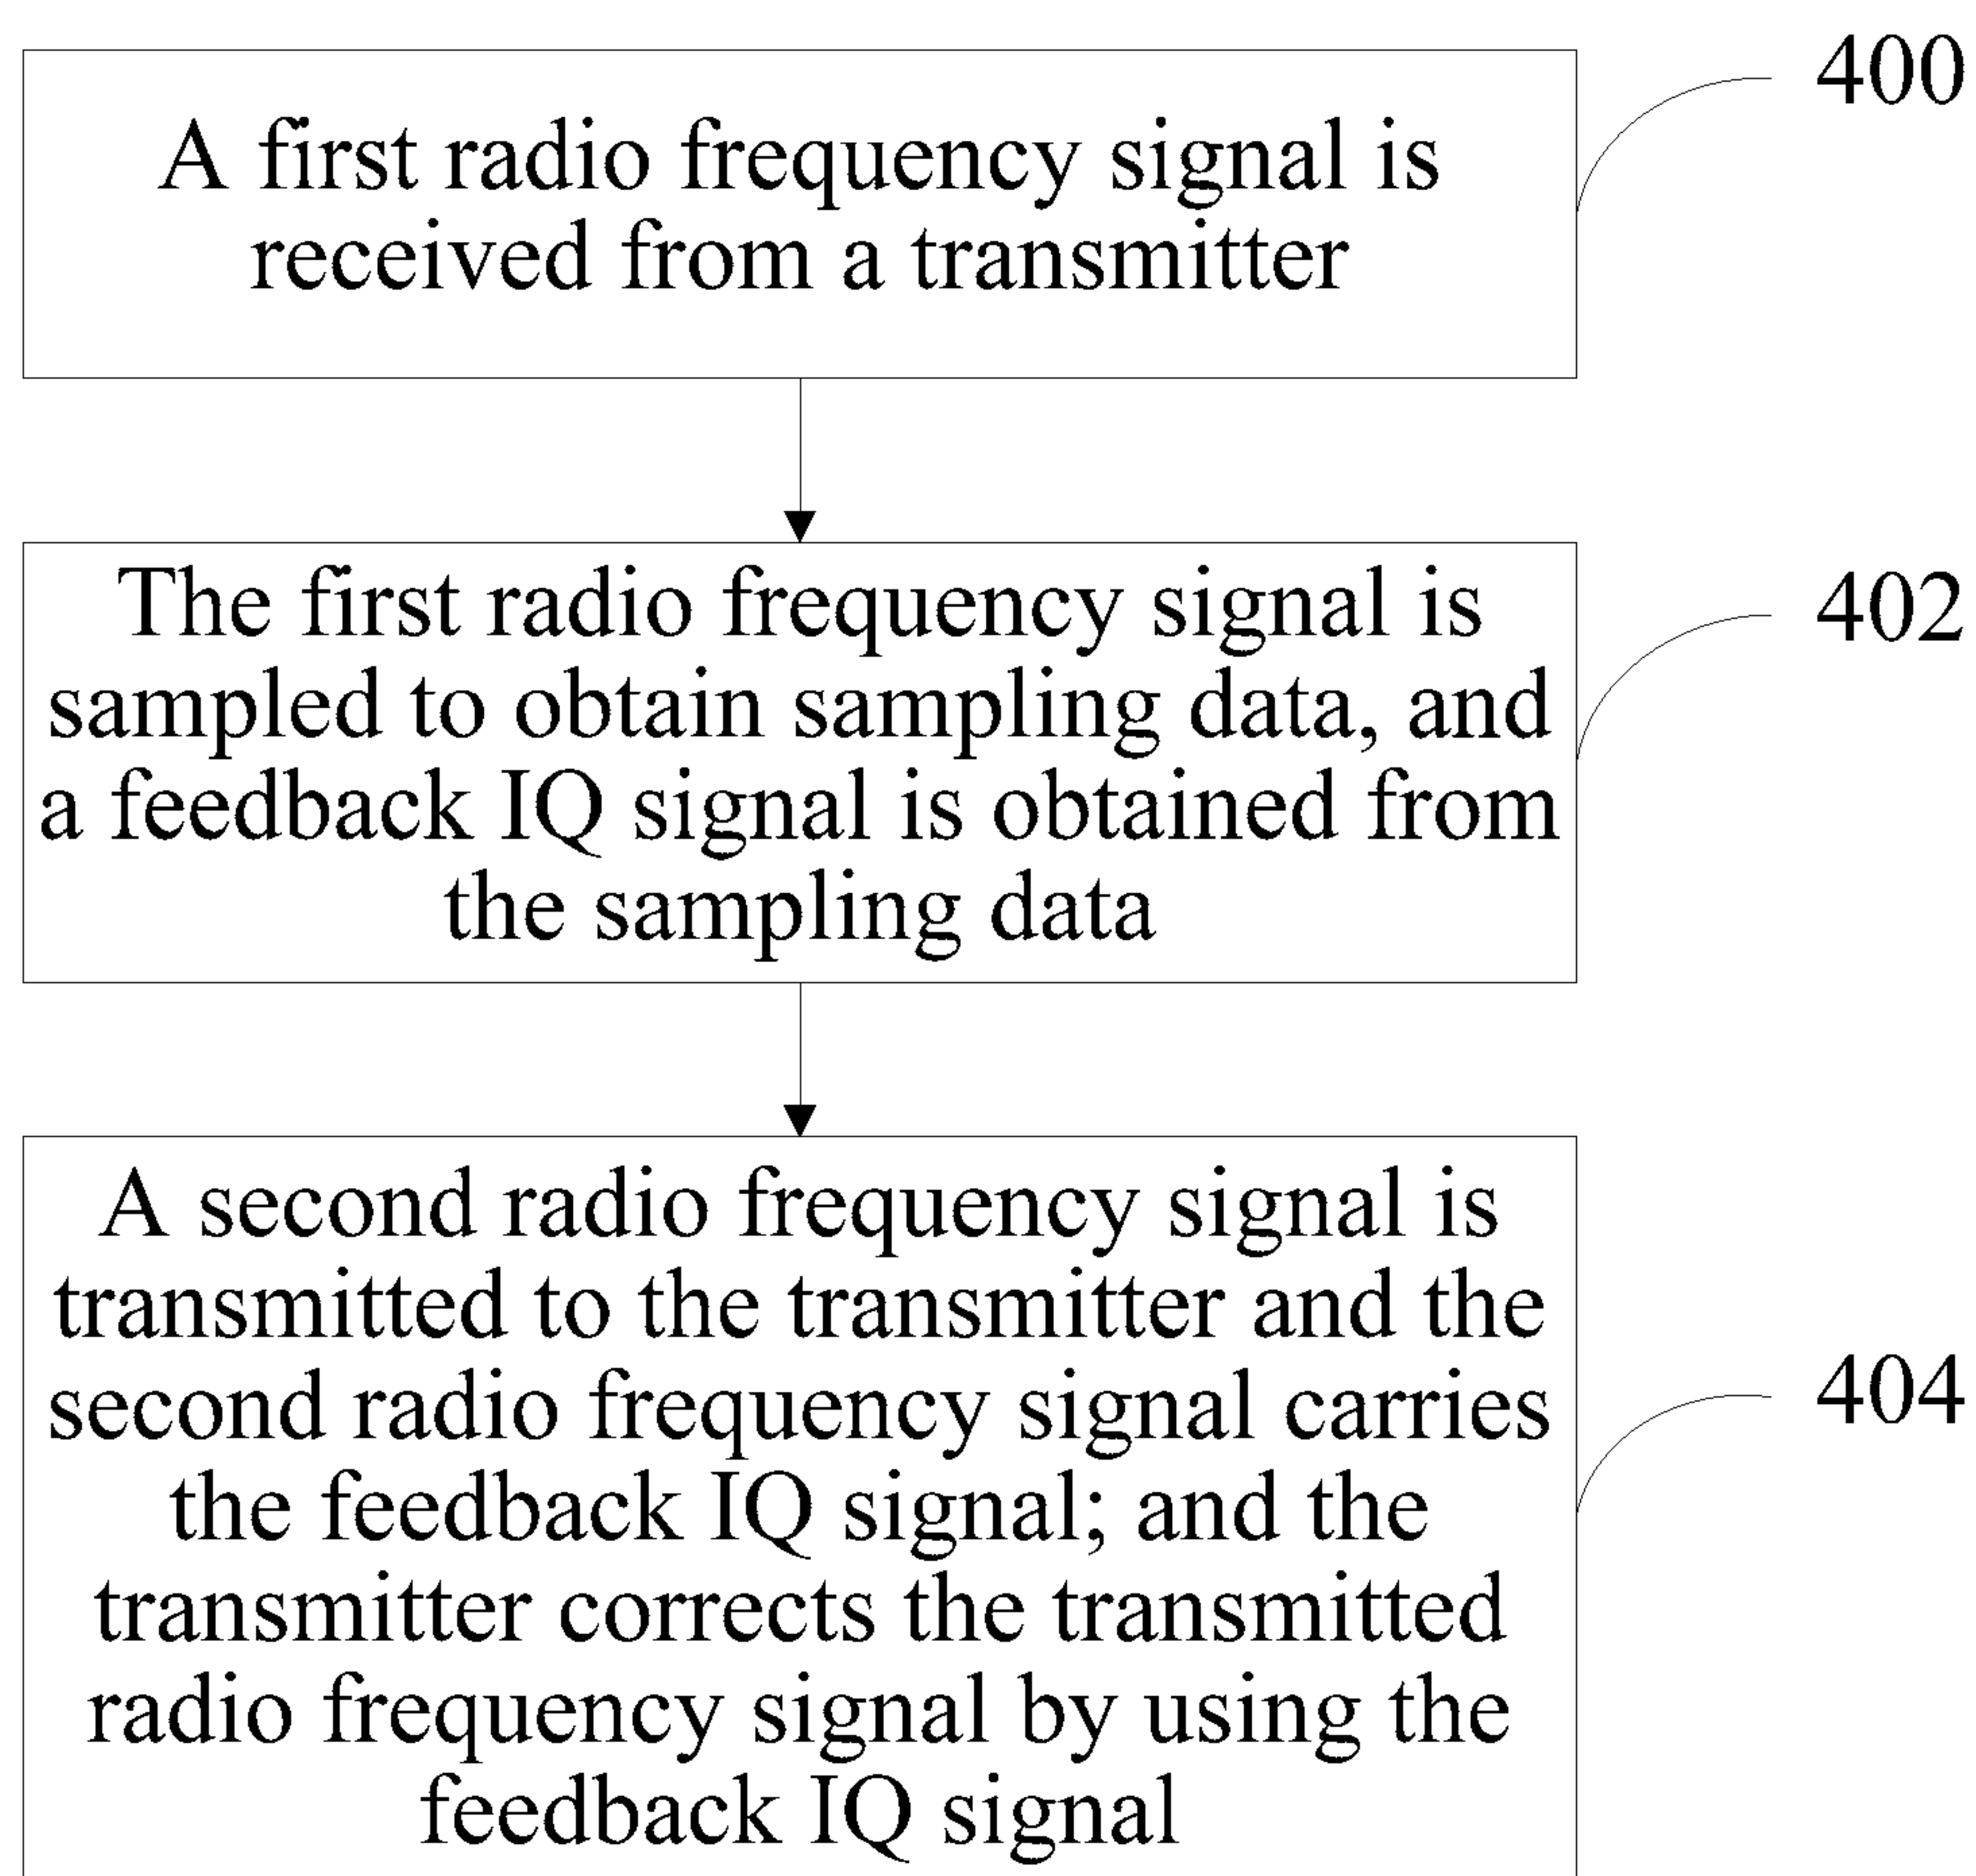 400
A first radio frequency signal is
received from a transmitter
402
The first radio frequency signal is
sampled to obtain sampling data, and
a feedback IQ signal is obtained from
the sampling data
A second radio frequency signal is
transmitted to the transmitter and the
second radio frequency signal carries
404
the feedback IQ signal; and the
transmitter corrects the transmitted
radio frequency signal by using the
feedback IQ signal